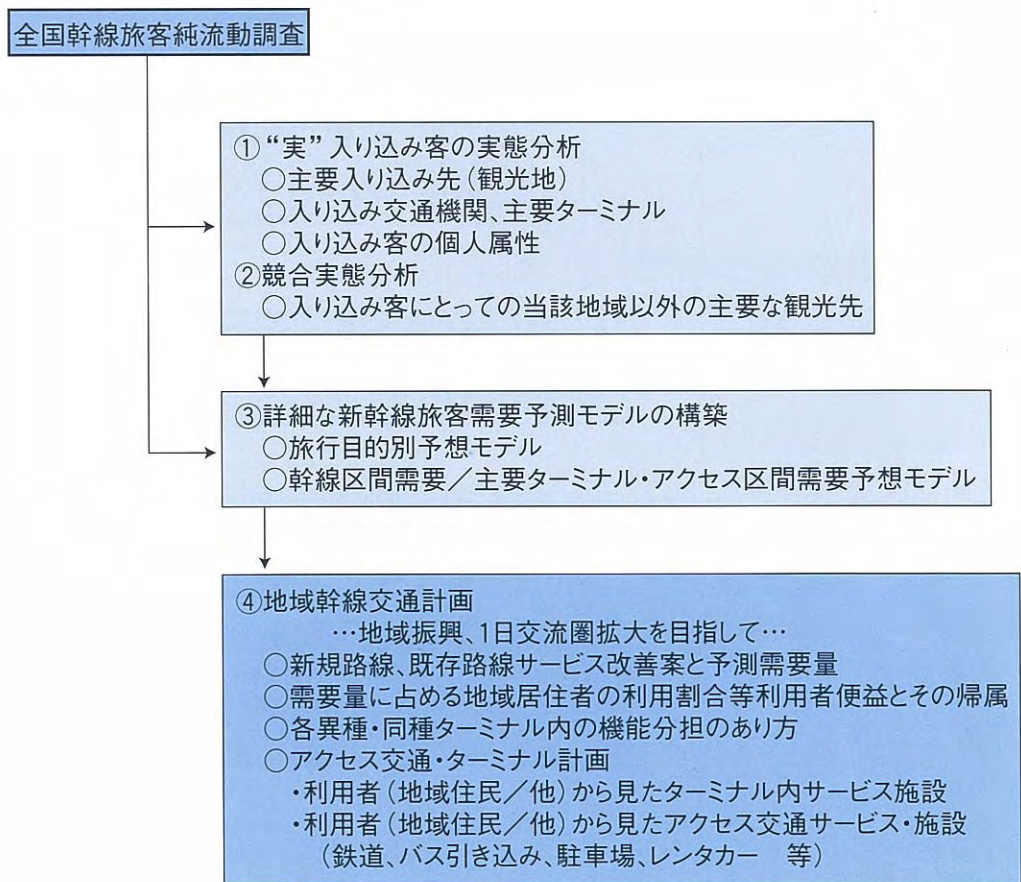 全国幹線旅客純流動調査
①“実”入り込み客の実態分析
○主要入り込み先(観光地)
○入り込み交通機関、主要ターミナル
○入り込み客の個人属性
②競合実態分析
○入り込み客にとっての当該地域以外の主要な観光先
③詳細な新幹線旅客需要予測モデルの構築
○旅行目的別予想モデル
○幹線区間需要/主要ターミナル・アクセス区間需要予想モデル
④地域幹線交通計画
…地域振興、1日交流圏拡大を目指して…
○新規路線、既存路線サービス改善案と予測需要量
○需要量に占める地域居住者の利用割合等利用者便益とその帰属
○各異種・同種ターミナル内の機能分担のあり方
○アクセス交通・ターミナル計画
・利用者(地域住民/他)から見たターミナル内サービス施設
・利用者(地域住民/他)から見たアクセス交通サービス・施設
(鉄道、バス引き込み、駐車場、レンタカー 等)